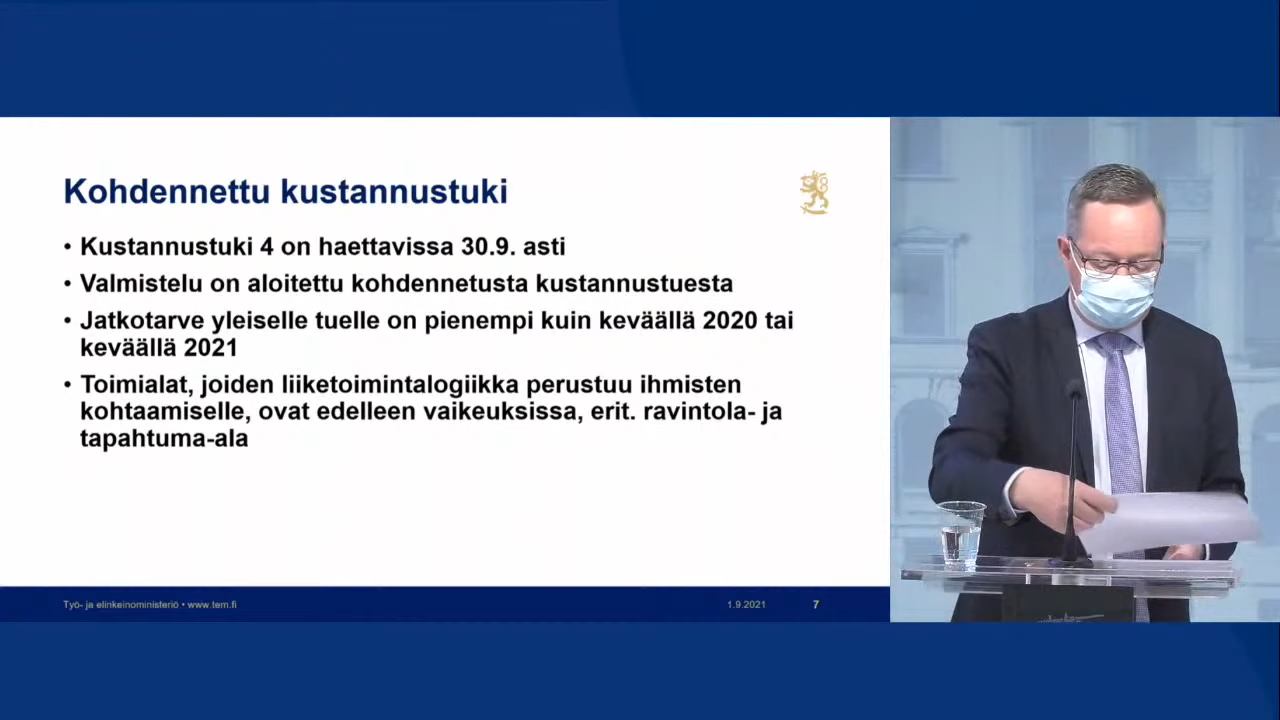 Kohdennettu kustannustuki
• Kustannustuki 4 on haettavissa 30.9. asti
• Valmistelu on aloitettu kohdennetusta kustannustuesta
• Jatkotarve yleiselle tuelle on pienempi kuin keväällä 2020 tai
keväällä 2021
• Toimialat, joiden liiketoimintalogiikka perustuu ihmisten
kohtaamiselle, ovat edelleen vaikeuksissa, erit. ravintola- ja
tapahtuma-ala
Työ- ja elinkeinoministeriö • www.tem.fi
1.9.2021
7